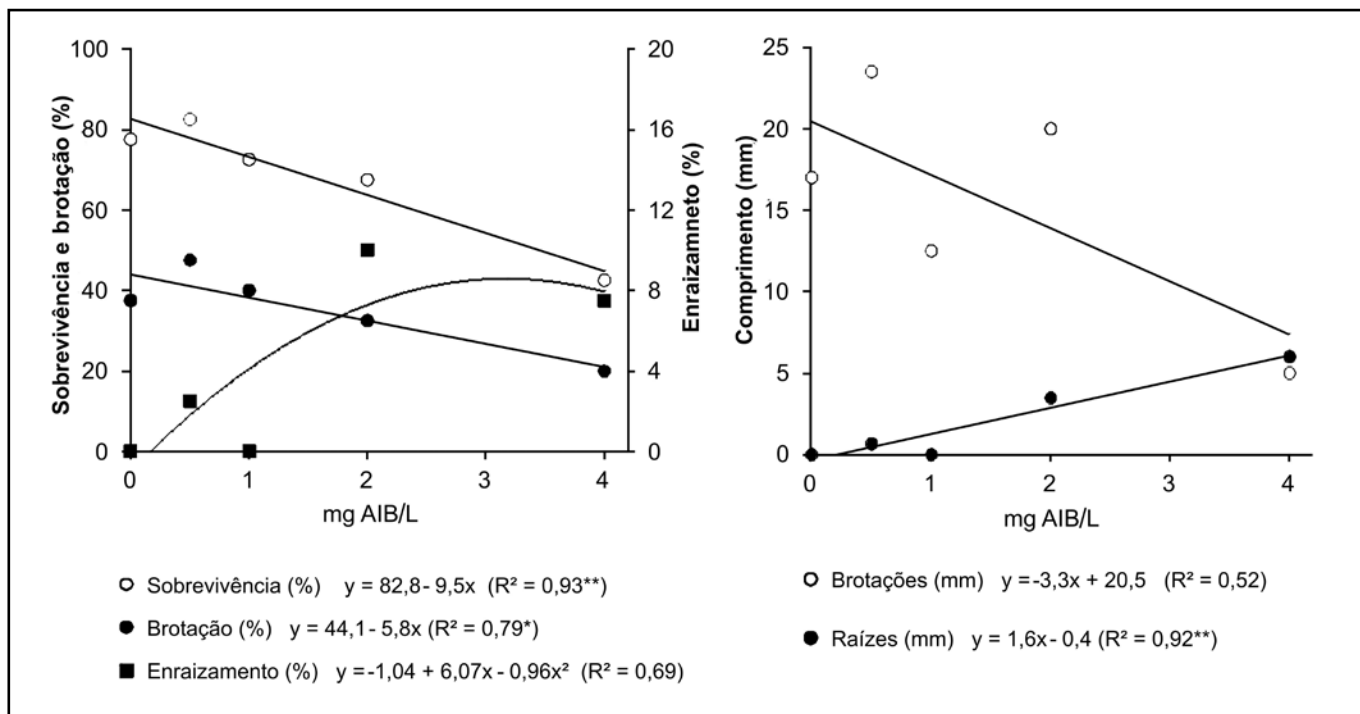 100
80
60
40
20
0
Sobrevivência e brotação (%)
20
16
12
8
4
0
Enraizamneto (%)
0 1 2 3 4
mg AIB/L
○ Sobrevivência (%) y = 82,8 - 9,5x (R² = 0,93**)
● Brotação (%) y = 44,1 - 5,8x (R² = 0,79*)
■ Enraizamento (%) y =-1,04 + 6,07x - 0,96x² (R² = 0,69)
25
20
15
10
5
0
Comprimento (mm)
0 1 2 3 4
mg AIB/L
○ Brotações (mm) y =-3,3x + 20,5 (R² = 0,52)
● Raízes (mm) y = 1,6x - 0,4 (R² = 0,92**)